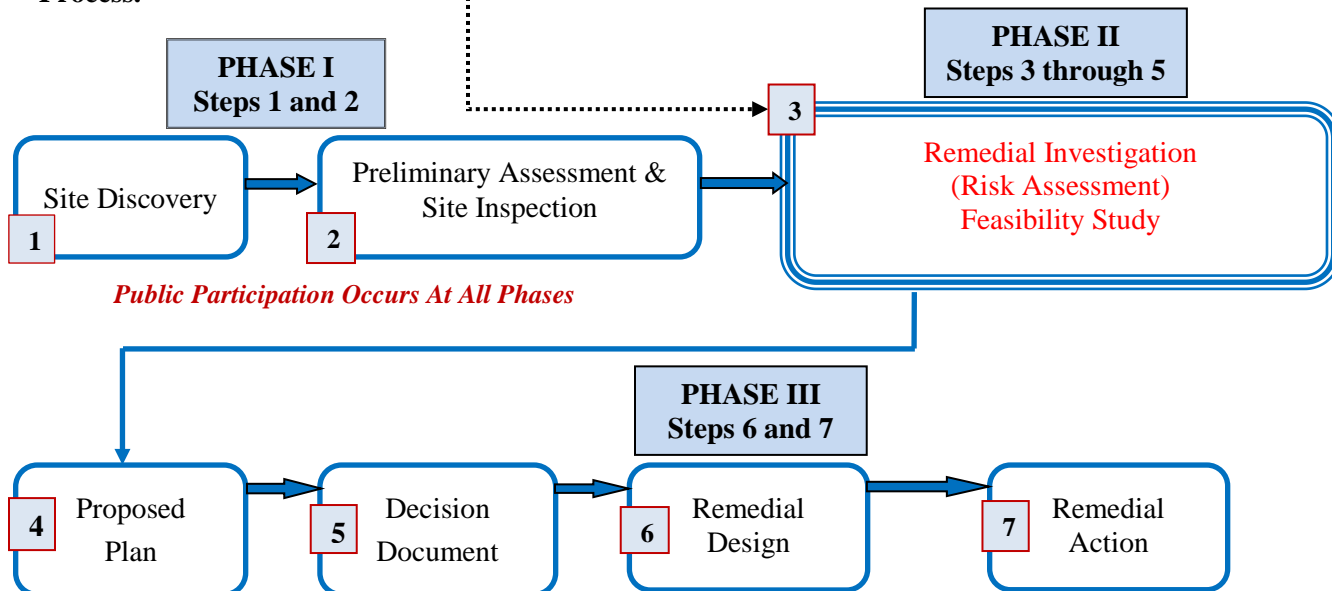 PHASE I
Steps 1 and 2
PHASE II
Steps 3 through 5
3
Remedial Investigation
(Risk Assessment)
Feasibility Study
Site Discovery
1
Preliminary Assessment &
Site Inspection
2
Public Participation Occurs At All Phases
PHASE III
Steps 6 and 7
4
Proposed
Plan
5
Decision
Document
6
Remedial
Design
7
Remedial
Action